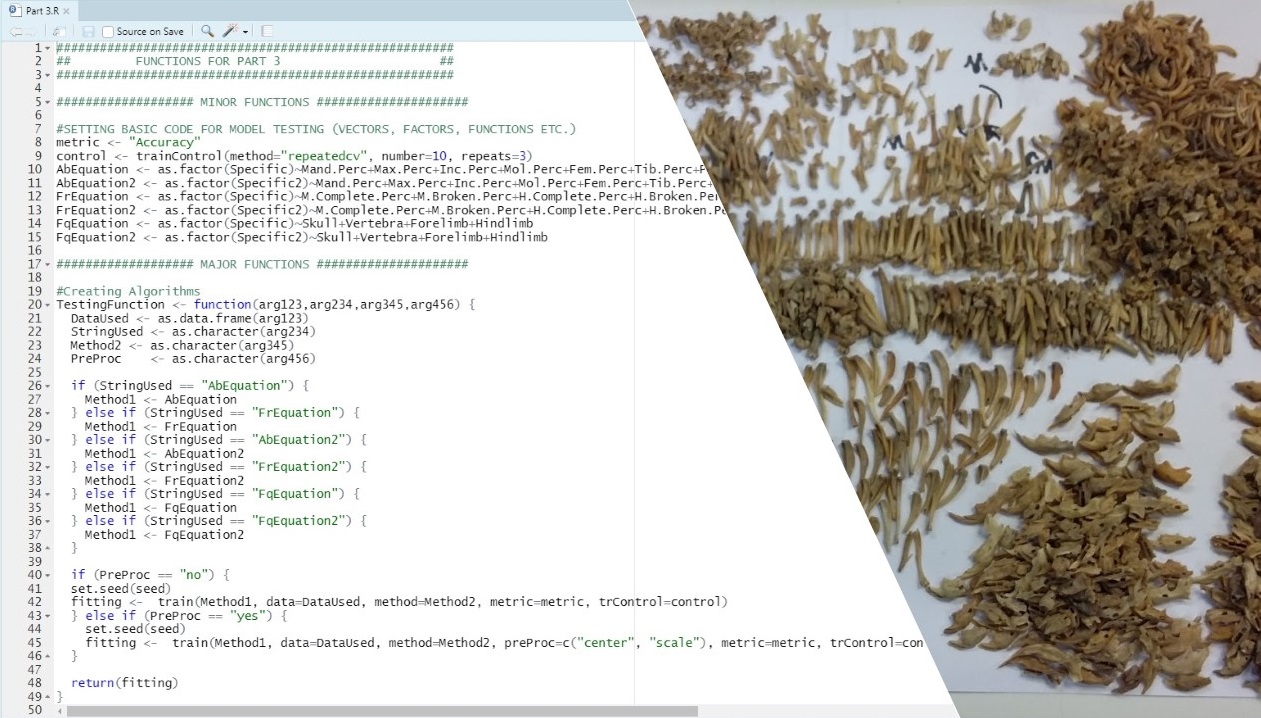 Part 3.R
Source on Save
1 #######################################################
2 ## FUNCTIONS FOR PART 3 ##
3 #######################################################
4
5 ################### MINOR FUNCTIONS #####################
6
7 #SETTING BASIC CODE FOR MODEL TESTING (VECTORS, FACTORS, FUNCTIONS ETC.)
8 metric <- "Accuracy"
9 control <- trainControl(method="repeatedcv", number=10, repeats=3)
10 AbEquation <- as.factor(Specific)~Mand.Perc+Max.Perc+Inc.Perc+Mol.Perc+Fem.Perc+Tib.Perc+P
11 AbEquation2 <- as.factor(Specific2)~Mand.Perc+Max.Perc+Inc.Perc+Mol.Perc+Fem.Perc+Tib.Perc+
12 FrEquation <- as.factor(Specific)~M.Complete.Perc+M.Broken.Perc+H.Complete.Perc+H.Broken.Per
13 FrEquation2 <- as.factor(Specific2)~M.Complete.Perc+M.Broken.Perc+H.Complete.Perc+H.Broken.Pe
14 FqEquation <- as.factor(Specific)~Skull+Vertebra+Forelimb+Hindlimb
15 FqEquation2 <- as.factor(Specific2)~Skull+Vertebra+Forelimb+Hindlimb
16
17 ################### MAJOR FUNCTIONS #####################
18
19 #Creating Algorithms
20 TestingFunction <- function(arg123,arg234,arg345,arg456) {
21 DataUsed <- as.data.frame(arg123)
22 StringUsed <- as.character(arg234)
23 Method2 <- as.character(arg345)
24 PreProc <- as.character(arg456)
25
26 if (StringUsed == "AbEquation") {
27 Method1 <- AbEquation
28 } else if (StringUsed == "FrEquation") {
29 Method1 <- FrEquation
30 } else if (StringUsed == "AbEquation2") {
31 Method1 <- AbEquation2
32 } else if (StringUsed == "FrEquation2") {
33 Method1 <- FrEquation2
34 } else if (StringUsed == "FqEquation") {
35 Method1 <- FqEquation
36 } else if (StringUsed == "FqEquation2") {
37 Method1 <- FqEquation2
38 }
39
40 if (PreProc == "no") {
41 set.seed(seed)
42 fitting <- train(Method1, data=DataUsed, method=Method2, metric=metric, trControl=control)
43 } else if (PreProc == "yes") {
44 set.seed(seed)
45 fitting <- train(Method1, data=DataUsed, method=Method2, preProc=c("center", "scale"), metric=metric, trControl=con
46 }
47
48 return(fitting)
49 }
50